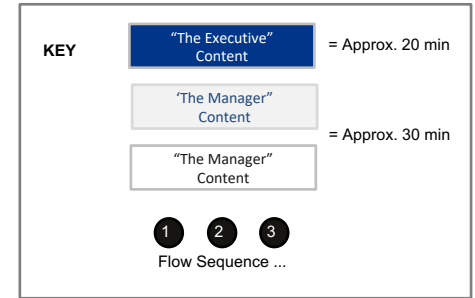 KEY
“The Executive”
Content
= Approx. 20 min
‘The Manager”
Content
= Approx. 30 min
“The Manager”
Content
1 2 3
Flow Sequence ...